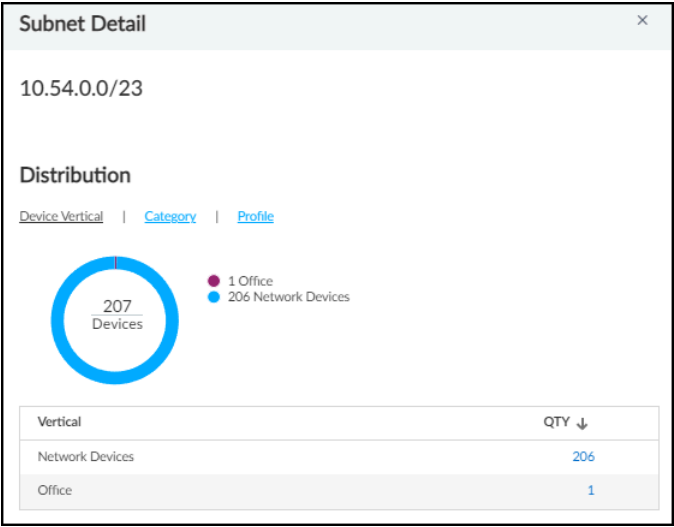 Subnet Detail ×
10.54.0.0/23
Distribution
Device Vertical | Category | Profile
207
Devices
1 Office
206 Network Devices
Vertical QTY ↓
Network Devices 206
Office 1